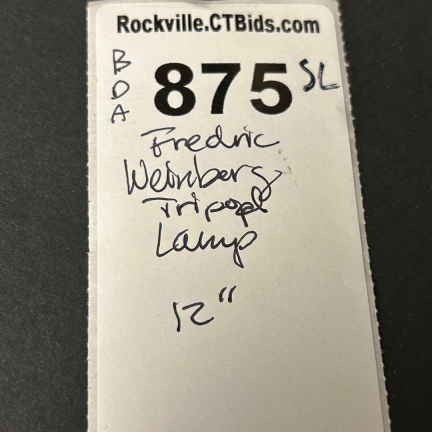 Rockville.CTBids.com
B
D
A
875 SL
Fredric
Weinberg
Tripod
Lamp
12"